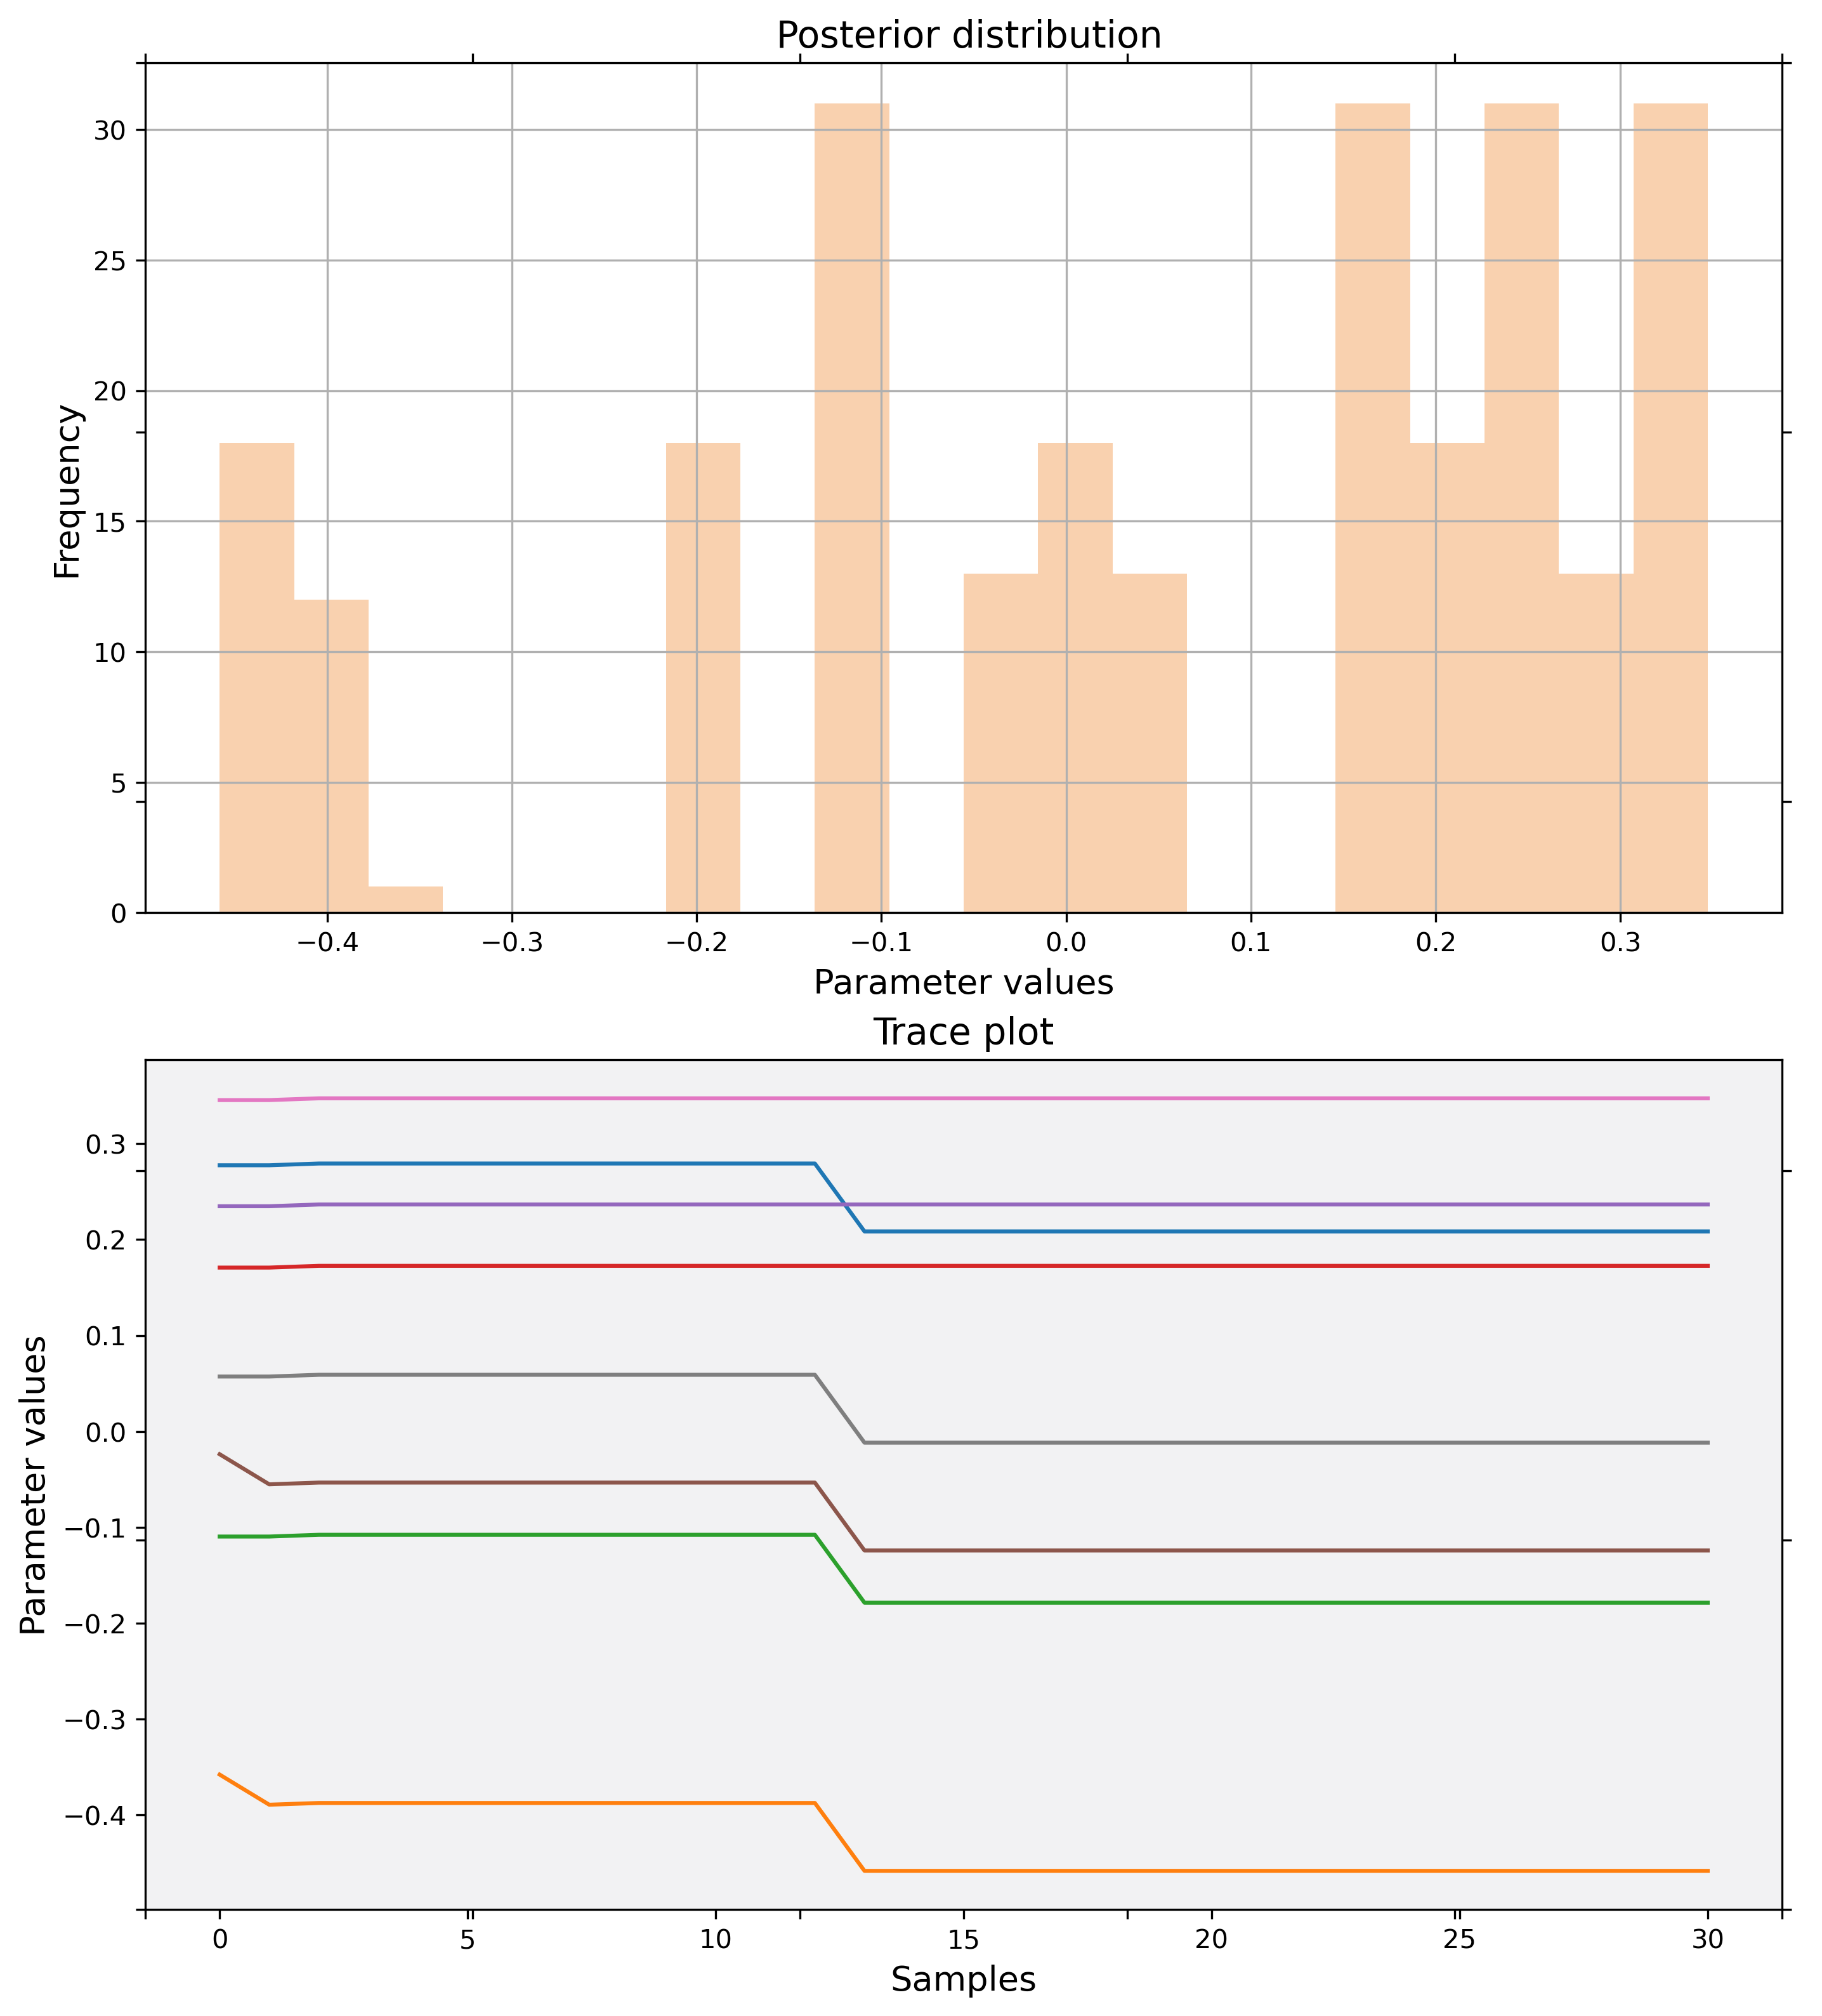 Posterior distribution
30
25
20
15
10
5
0
Frequency
−0.4 −0.3 −0.2 −0.1 0.0 0.1 0.2 0.3
Parameter values
Trace plot
0.3
0.2
0.1
0.0
−0.1
−0.2
−0.3
−0.4
Parameter values
0 5 10 15 20 25 30
Samples